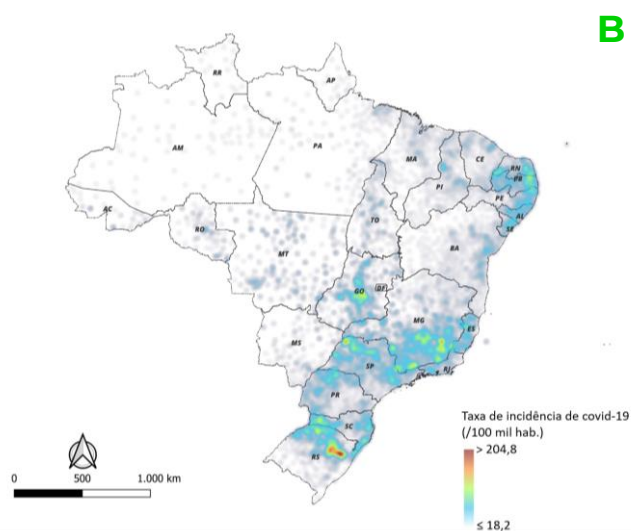 B
RR
AP
AM
PA
MA
CE
RN
PB
PI
PE
AL
SE
AC
TO
RO
BA
MT
GO
DF
MG
ES
MS
SP
RJ
PR
SC
RS
Taxa de incidência de covid-19
(/100 mil hab.)
> 204,8
≤ 18,2
0 500 1.000 km